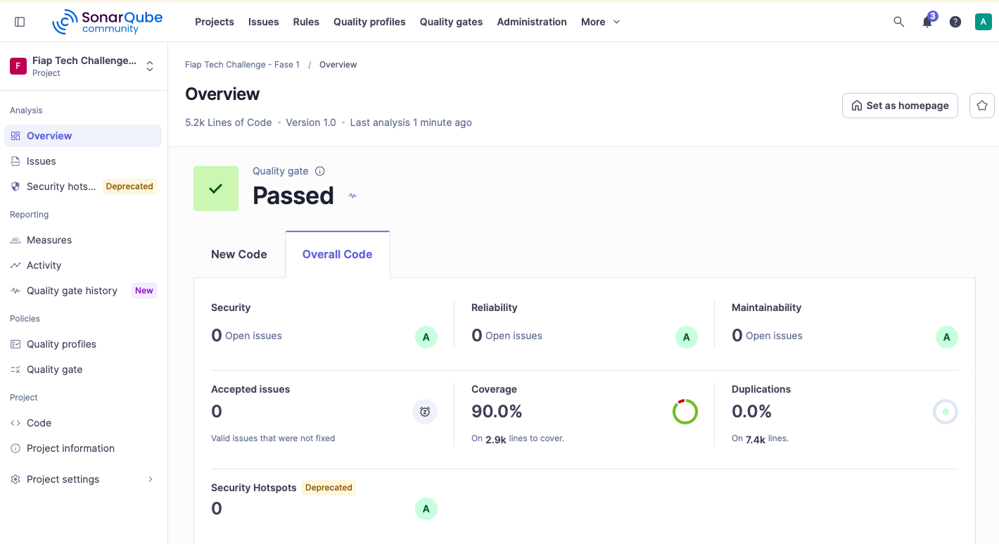 SonarQube community
Projects Issues Rules Quality profiles Quality gates Administration More
3
?
A
F
Fiap Tech Challenge...
Project
Analysis
Overview
Issues
Security hots... Deprecated
Reporting
Measures
Activity
Quality gate history New
Policies
Quality profiles
Quality gate
Project
Code
Project information
Project settings
Fiap Tech Challenge - Fase 1 / Overview
Overview
5.2k Lines of Code • Version 1.0 • Last analysis 1 minute ago
Set as homepage
Quality gate
Passed
New Code Overall Code
Security
0 Open issues A
Reliability
0 Open issues A
Maintainability
0 Open issues A
Accepted issues
0
Valid issues that were not fixed
Coverage
90.0%
On 2.9k lines to cover.
Duplications
0.0%
On 7.4k lines.
Security Hotspots Deprecated
0 A